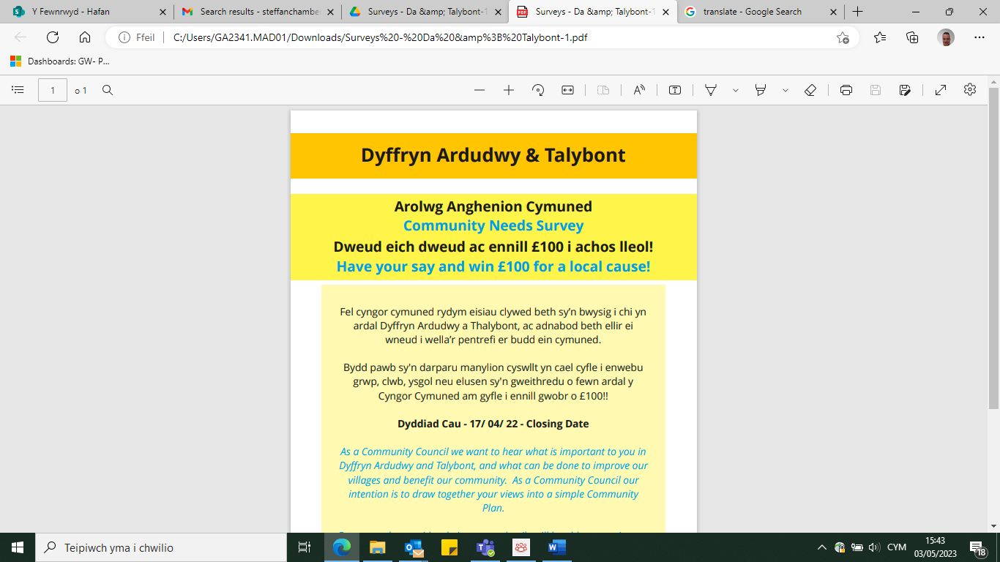 Y Fewnrwyd - Hafan
Search results - steffanchambe
Surveys - Da &amp; Talybont-1
Surveys - Da &amp; Talybont-1
translate - Google Search
Ffeil
C:/Users/GA2341.MAD01/Downloads/Surveys%20-%20Da%20&amp%3B%20Talybont-1.pdf
Dashboards: GW- P...
1
o 1
Dyffryn Ardudwy & Talybont
Arolwg Anghenion Cymuned
Community Needs Survey
Dweud eich dweud ac ennill £100 i achos lleol!
Have your say and win £100 for a local cause!
Fel cyngor cymuned rydym eisiau clywed beth sy’n bwysig i chi yn
ardal Dyffryn Ardudwy a Thalybont, ac adnabod beth ellir ei
wneud i wella’r pentrefi er budd ein cymuned.
Bydd pawb sy'n darparu manylion cyswllt yn cael cyfle i enwebu
grwp, clwb, ysgol neu elusen sy'n gweithredu o fewn ardal y
Cyngor Cymuned am gyfle i ennill gwobr o £100!!
Dyddiad Cau - 17/ 04/ 22 - Closing Date
As a Community Council we want to hear what is important to you in
Dyffryn Ardudwy and Talybont, and what can be done to improve our
villages and benefit our community. As a Community Council our
intention is to draw together your views into a simple Community
Plan.
Teipiwch yma i chwilio
CYM
15:43
03/05/2023
18